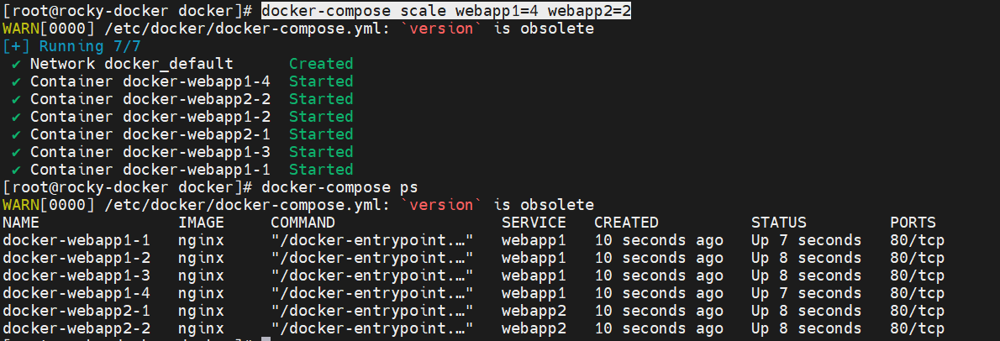 [root@rocky-docker docker]# docker-compose scale webapp1=4 webapp2=2
WARN[0000] /etc/docker/docker-compose.yml: `version` is obsolete
[+] Running 7/7
✔ Network docker_default Created
✔ Container docker-webapp1-4 Started
✔ Container docker-webapp2-2 Started
✔ Container docker-webapp1-2 Started
✔ Container docker-webapp2-1 Started
✔ Container docker-webapp1-3 Started
✔ Container docker-webapp1-1 Started
[root@rocky-docker docker]# docker-compose ps
WARN[0000] /etc/docker/docker-compose.yml: `version` is obsolete
NAME IMAGE COMMAND SERVICE CREATED STATUS PORTS
docker-webapp1-1 nginx "/docker-entrypoint.…" webapp1 10 seconds ago Up 7 seconds 80/tcp
docker-webapp1-2 nginx "/docker-entrypoint.…" webapp1 10 seconds ago Up 8 seconds 80/tcp
docker-webapp1-3 nginx "/docker-entrypoint.…" webapp1 10 seconds ago Up 8 seconds 80/tcp
docker-webapp1-4 nginx "/docker-entrypoint.…" webapp1 10 seconds ago Up 7 seconds 80/tcp
docker-webapp2-1 nginx "/docker-entrypoint.…" webapp2 10 seconds ago Up 8 seconds 80/tcp
docker-webapp2-2 nginx "/docker-entrypoint.…" webapp2 10 seconds ago Up 8 seconds 80/tcp